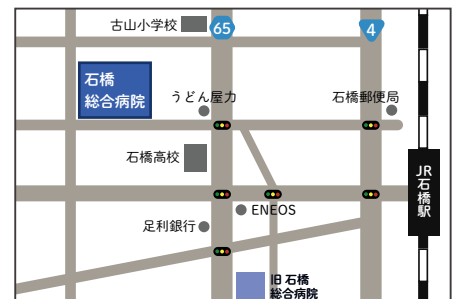 古山小学校
65
4
石橋
総合病院
うどん屋力
石橋郵便局
石橋高校
JR石橋駅
ENEOS
足利銀行
旧 石橋
総合病院